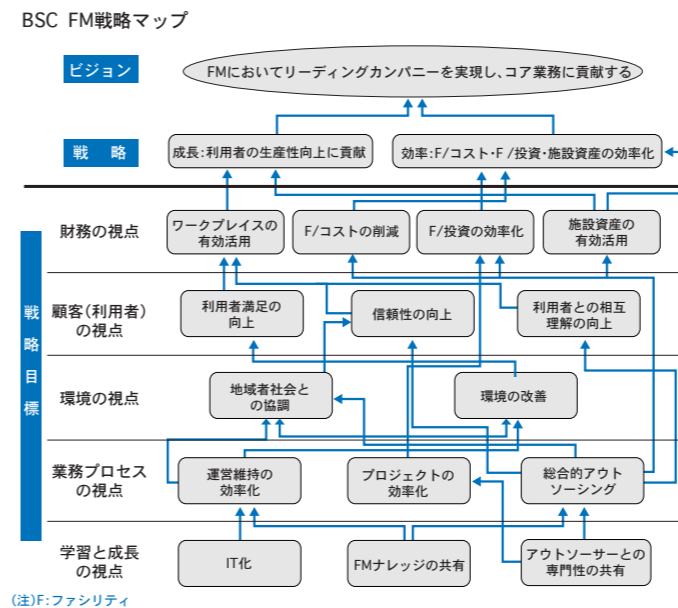 BSC FM戦略マップ
ビジョン
FMにおいてリーディングカンパニーを実現し、コア業務に貢献する
戦 略
成長:利用者の生産性向上に貢献
効率:F/コスト・F/投資・施設資産の効率化
戦略目標
財務の視点
ワークプレイスの
有効活用
F/コストの削減
F/投資の効率化
施設資産の
有効活用
顧客(利用者)
の視点
利用者満足の
向上
信頼性の向上
利用者との相互
理解の向上
環境の視点
地域者社会と
の協調
環境の改善
業務プロセス
の視点
運営維持の
効率化
プロジェクトの
効率化
総合的アウト
ソーシング
学習と成長
の視点
IT化
FMナレッジの共有
アウトソーサーとの
専門性の共有
(注)F:ファシリティ